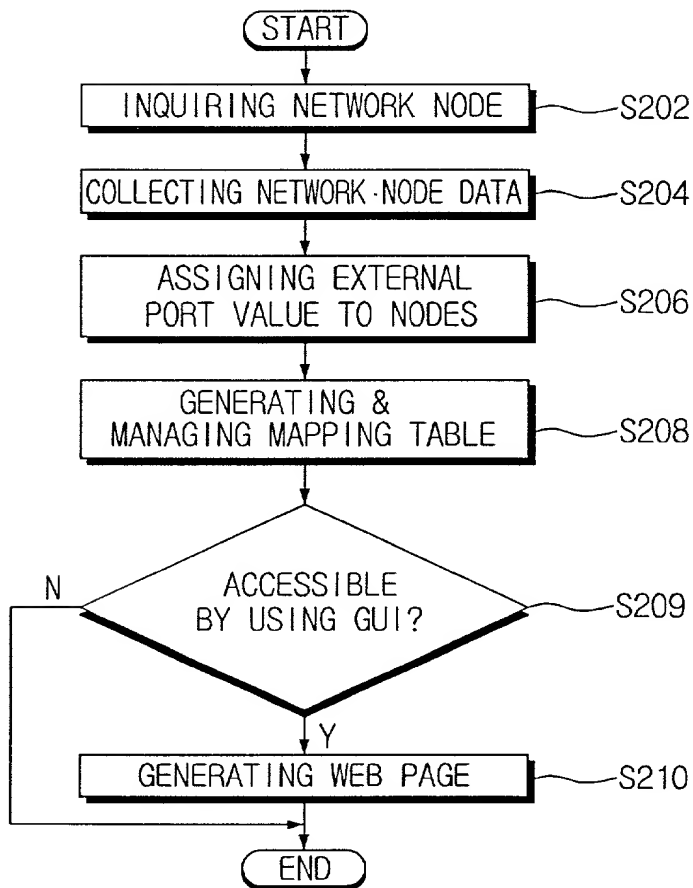 START
INQUIRING NETWORK NODE
S202
COLLECTING NETWORK·NODE DATA
S204
ASSIGNING EXTERNAL
PORT VALUE TO NODES
S206
GENERATING &
MANAGING MAPPING TABLE
S208
N
ACCESSIBLE
BY USING GUI?
S209
Y
GENERATING WEB PAGE
S210
END